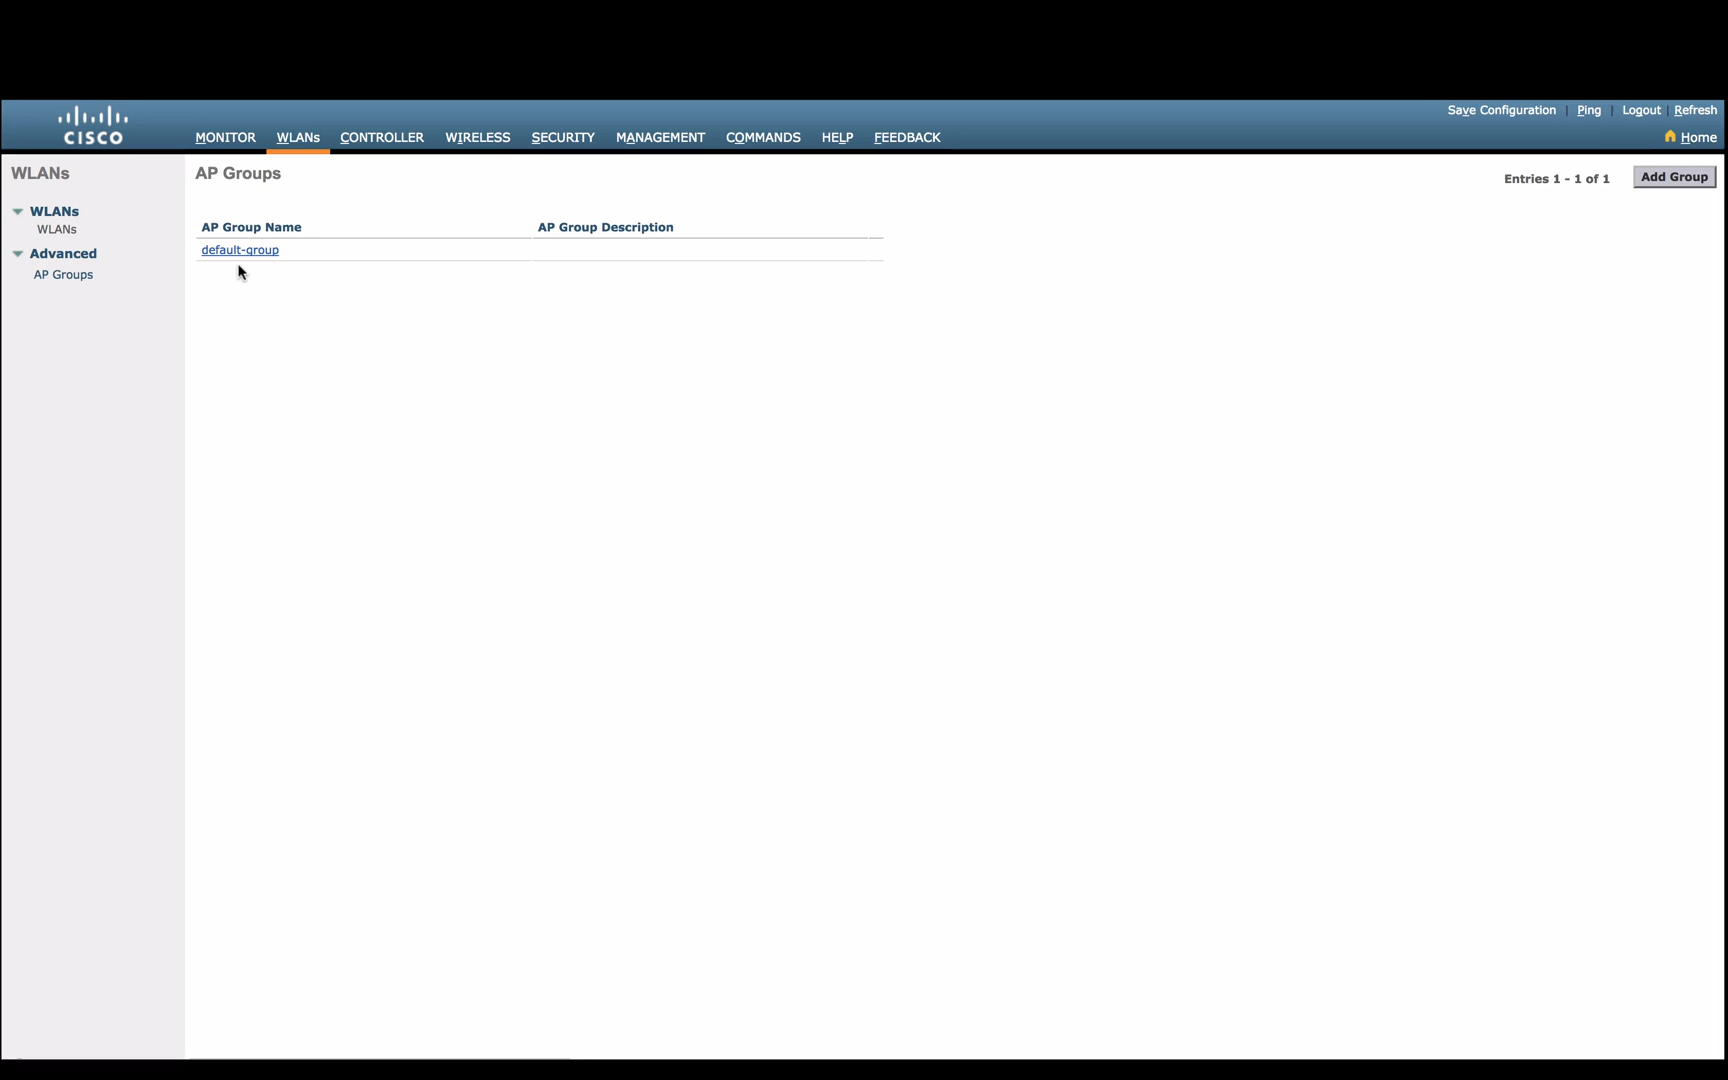 Save Configuration | Ping | Logout | Refresh
CISCO
MONITOR WLANs CONTROLLER WIRELESS SECURITY MANAGEMENT COMMANDS HELP FEEDBACK
Home
WLANs
WLANs
WLANs
Advanced
AP Groups
AP Groups
Entries 1 - 1 of 1
Add Group
AP Group Name AP Group Description
default-group